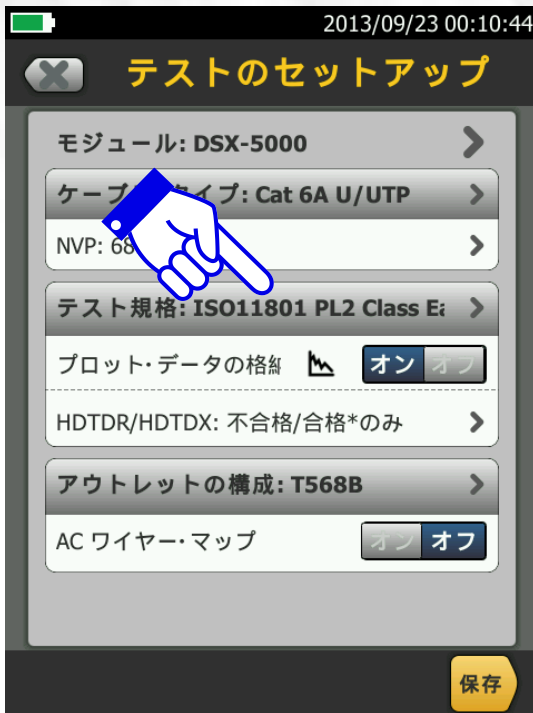 2013/09/23 00:10:44
テストのセットアップ
モジュール: DSX-5000
タイプ: Cat 6A U/UTP
NVP: 68
テスト規格: ISO11801 PL2 Class Ea
プロット・データの格納 オン オフ
HDTDR/HDTDX: 不合格/合格*のみ
アウトレットの構成: T568B
AC ワイヤー・マップ オン オフ
保存